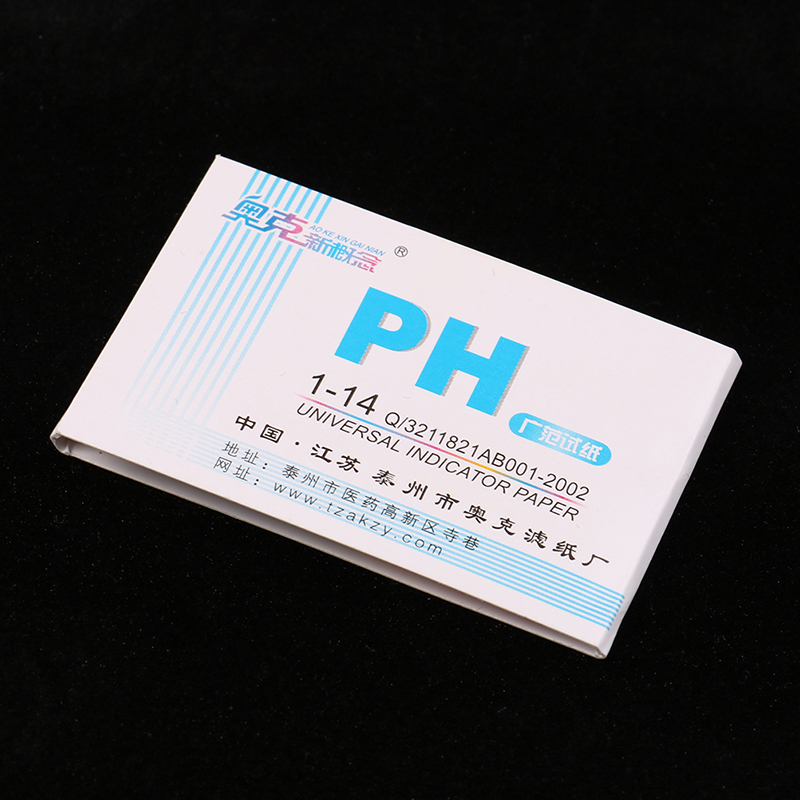 奥克
AO KE XIN GAI NIAN
新概念 ®
PH
1-14 Q/3211821AB001-2002
广范试纸
UNIVERSAL INDICATOR PAPER
中国·江苏 泰州市奥克滤纸厂
地址：泰州市医药高新区寺巷
网址：www.tzakzy.com